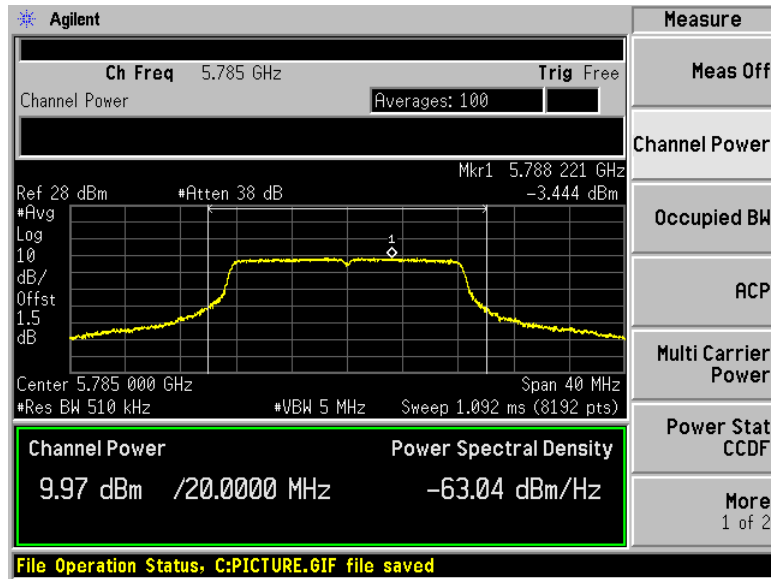 Agilent
Measure
Ch Freq 5.785 GHz
Trig Free
Channel Power
Averages: 100
Mkr1 5.788 221 GHz
Ref 28 dBm
#Atten 38 dB
-3.444 dBm
#Avg
Log
10
dB/
Offst
1.5
dB
1
Center 5.785 000 GHz
Span 40 MHz
#Res BW 510 kHz
#VBW 5 MHz
Sweep 1.092 ms (8192 pts)
Channel Power
Power Spectral Density
9.97 dBm /20.0000 MHz
-63.04 dBm/Hz
File Operation Status, C:PICTURE.GIF file saved
Meas Off
Channel Power
Occupied BW
ACP
Multi Carrier
Power
Power Stat
CCDF
More
1 of 2